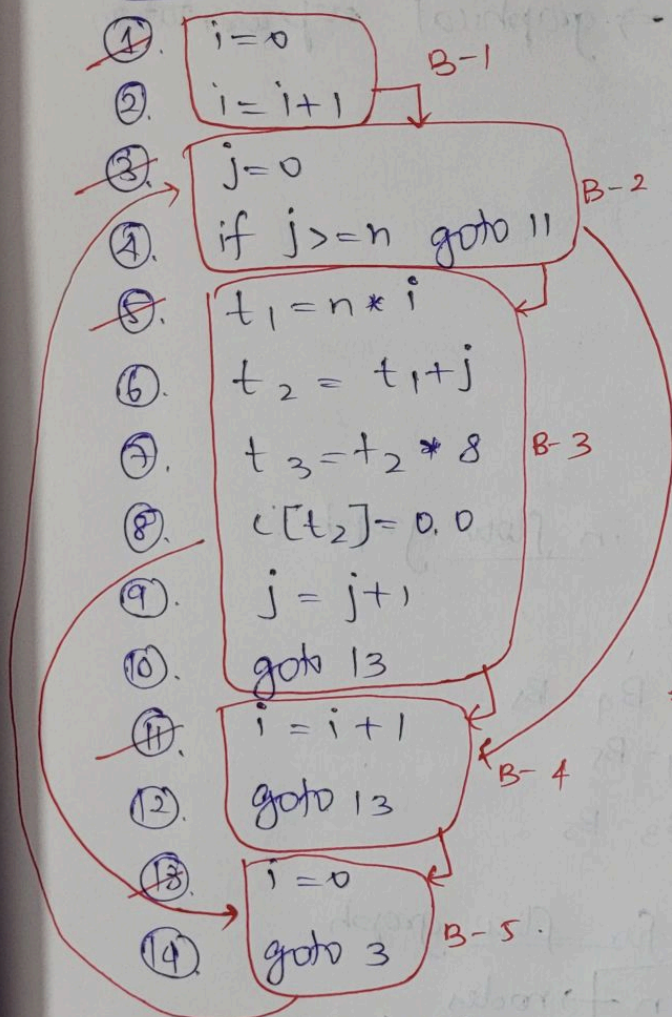 ①. i=0
B-1
②. i=i+1
③. j=0
B-2
④. if j>=n goto 11
⑤. t1=n* i
⑥. t2 = t1+j
⑦. t3=t2 * 8
B-3
⑧. c[t2]=0.0
⑨. j = j+1
⑩. goto 13
⑪. i = i+1
B-4
⑫. goto 13
⑬. i=0
⑭ goto 3
B-5.